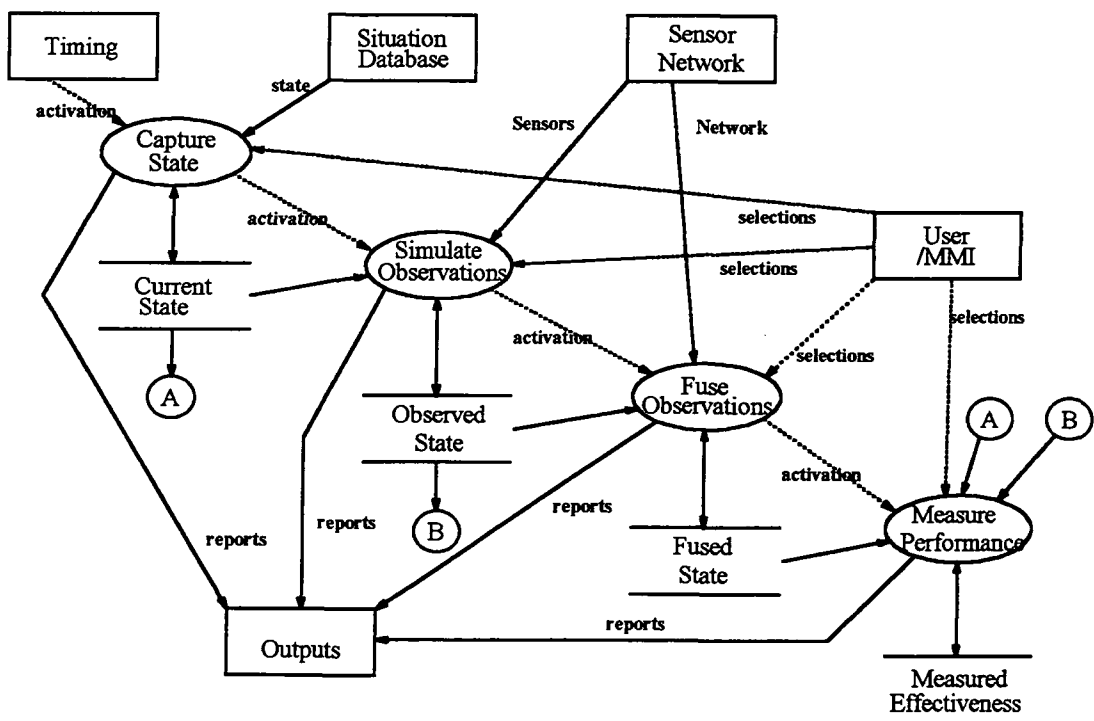 Timing
Situation
Database
Sensor
Network
state
activation
Sensors
Network
Capture
State
selections
activation
User
/MMI
Simulate
Observations
selections
Current
State
selections
activation
selections
A
Fuse
Observations
Observed
State
A
B
activation
reports
reports
B
reports
Measure
Performance
Fused
State
reports
Outputs
Measured
Effectiveness